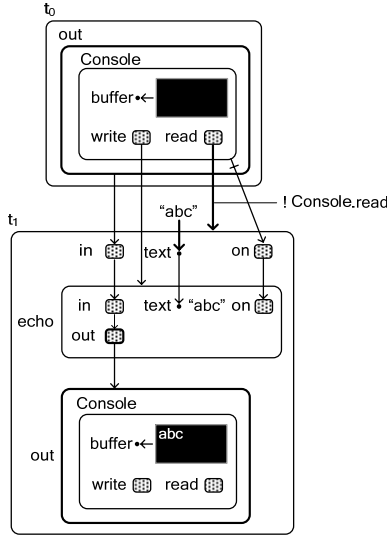 t0
out
Console
buffer
write read
! Console.read
"abc"
t1
in text on
in text "abc" on
echo
out
Console
abc
buffer
out
write read